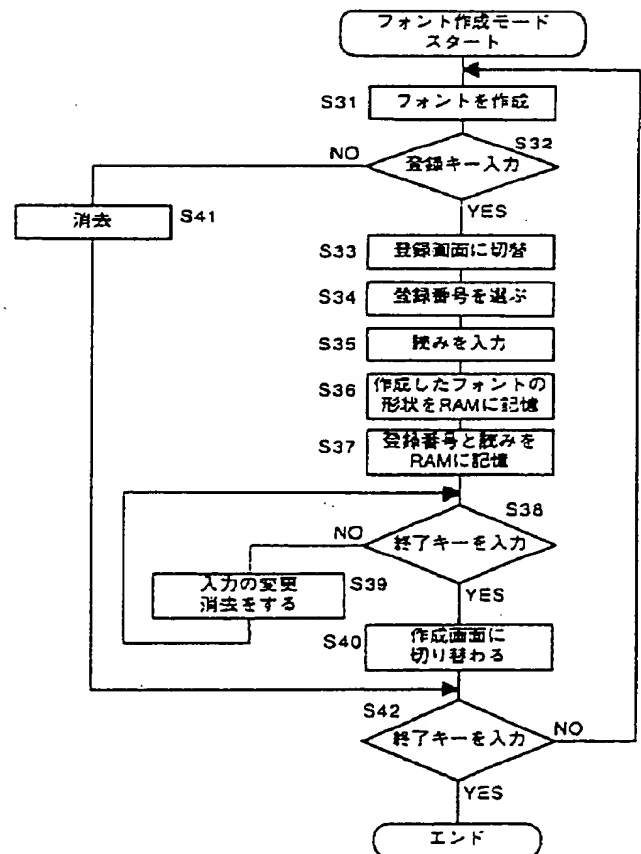 フォント作成モード
スタート
S31
フォントを作成
S32
登録キー入力
NO
YES
消去
S41
S33
登録画面に切替
S34
登録番号を選ぶ
S35
読みを入力
S36
作成したフォントの
形状をRAMに記憶
S37
登録番号と読みを
RAMに記憶
S38
終了キーを入力
NO
YES
入力の変更
消去をする
S39
S40
作成画面に
切り替わる
S42
終了キーを入力
NO
YES
エンド